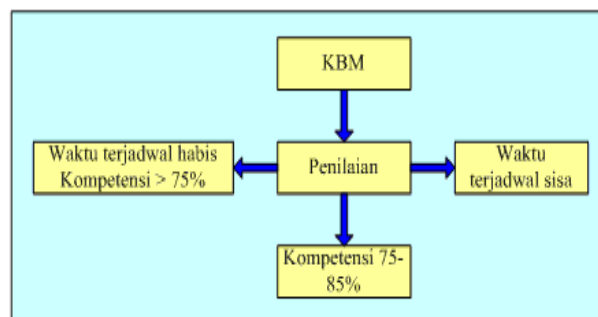 KBM
Waktu terjadwal habis
Kompetensi > 75%
Penilaian
Waktu
terjadwal sisa
Kompetensi 75-
85%